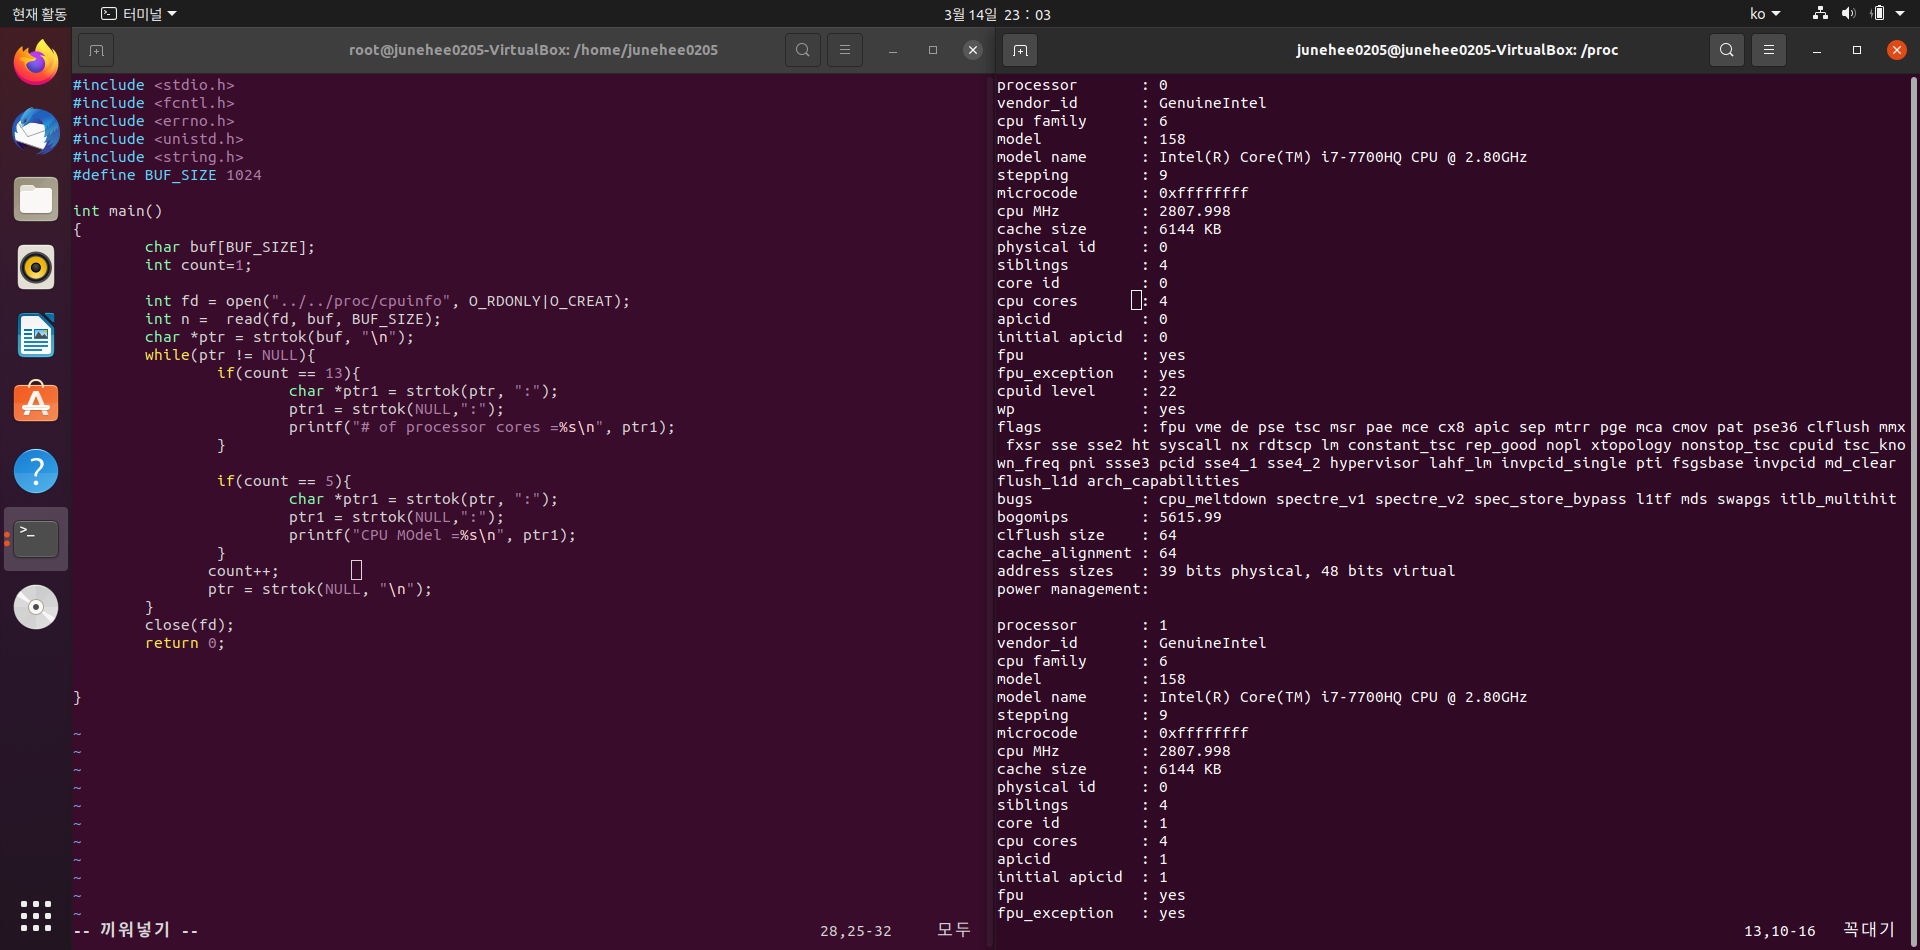 현재 활동
터미널
3월 14일 23 : 03
ko
root@junehee0205-VirtualBox: /home/junehee0205
#include <stdio.h>
#include <fcntl.h>
#include <errno.h>
#include <unistd.h>
#include <string.h>
#define BUF_SIZE 1024
int main()
{
char buf[BUF_SIZE];
int count=1;
int fd = open("../../proc/cpuinfo", O_RDONLY|O_CREAT);
int n =  read(fd, buf, BUF_SIZE);
char *ptr = strtok(buf, "\n");
while(ptr != NULL){
if(count == 13){
char *ptr1 = strtok(ptr, ":");
ptr1 = strtok(NULL,":");
printf("# of processor cores =%s\n", ptr1);
}
if(count == 5){
char *ptr1 = strtok(ptr, ":");
ptr1 = strtok(NULL,":");
printf("CPU MOdel =%s\n", ptr1);
}
count++;
ptr = strtok(NULL, "\n");
}
close(fd);
return 0;
}
~
~
~
~
~
~
~
~
~
~
~
-- 끼워넣기 --
28,25-32
모두
junehee0205@junehee0205-VirtualBox: /proc
processor : 0
vendor_id : GenuineIntel
cpu family : 6
model : 158
model name : Intel(R) Core(TM) i7-7700HQ CPU @ 2.80GHz
stepping : 9
microcode : 0xffffffff
cpu MHz : 2807.998
cache size : 6144 KB
physical id : 0
siblings : 4
core id : 0
cpu cores : 4
apicid : 0
initial apicid : 0
fpu : yes
fpu_exception : yes
cpuid level : 22
wp : yes
flags : fpu vme de pse tsc msr pae mce cx8 apic sep mtrr pge mca cmov pat pse36 clflush mmx
fxsr sse sse2 ht syscall nx rdtscp lm constant_tsc rep_good nopl xtopology nonstop_tsc cpuid tsc_kno
wn_freq pni ssse3 pcid sse4_1 sse4_2 hypervisor lahf_lm invpcid_single pti fsgsbase invpcid md_clear
flush_l1d arch_capabilities
bugs : cpu_meltdown spectre_v1 spectre_v2 spec_store_bypass l1tf mds swapgs itlb_multihit
bogomips : 5615.99
clflush size : 64
cache_alignment : 64
address sizes : 39 bits physical, 48 bits virtual
power management:
processor : 1
vendor_id : GenuineIntel
cpu family : 6
model : 158
model name : Intel(R) Core(TM) i7-7700HQ CPU @ 2.80GHz
stepping : 9
microcode : 0xffffffff
cpu MHz : 2807.998
cache size : 6144 KB
physical id : 0
siblings : 4
core id : 1
cpu cores : 4
apicid : 1
initial apicid : 1
fpu : yes
fpu_exception : yes
13,10-16
꼭대기